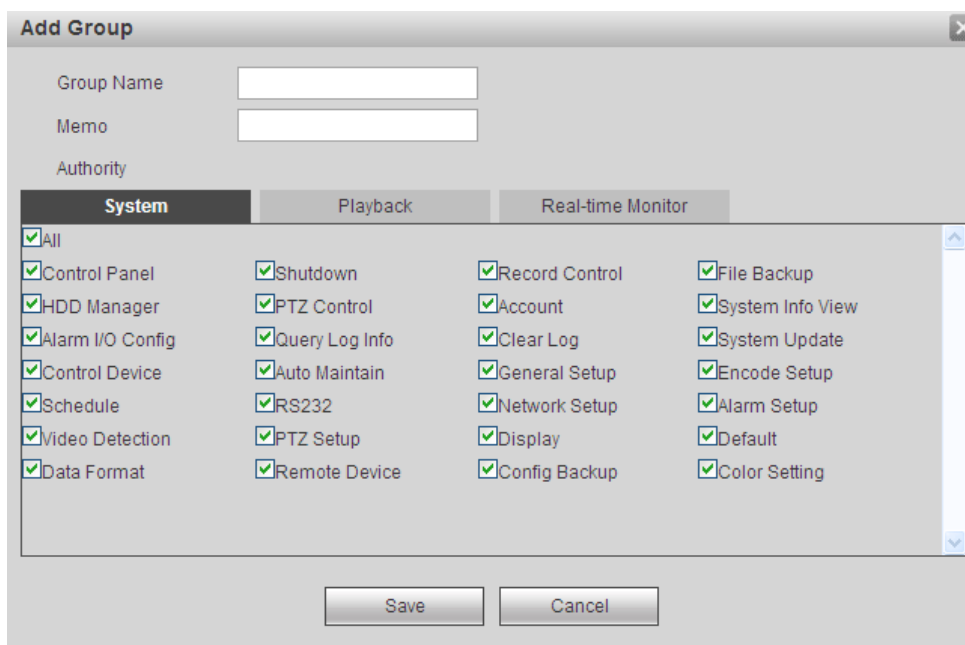 Add Group
Group Name
Memo
Authority
System Playback Real-time Monitor
All
Control Panel Shutdown Record Control File Backup
HDD Manager PTZ Control Account System Info View
Alarm I/O Config Query Log Info Clear Log System Update
Control Device Auto Maintain General Setup Encode Setup
Schedule RS232 Network Setup Alarm Setup
Video Detection PTZ Setup Display Default
Data Format Remote Device Config Backup Color Setting
Save Cancel